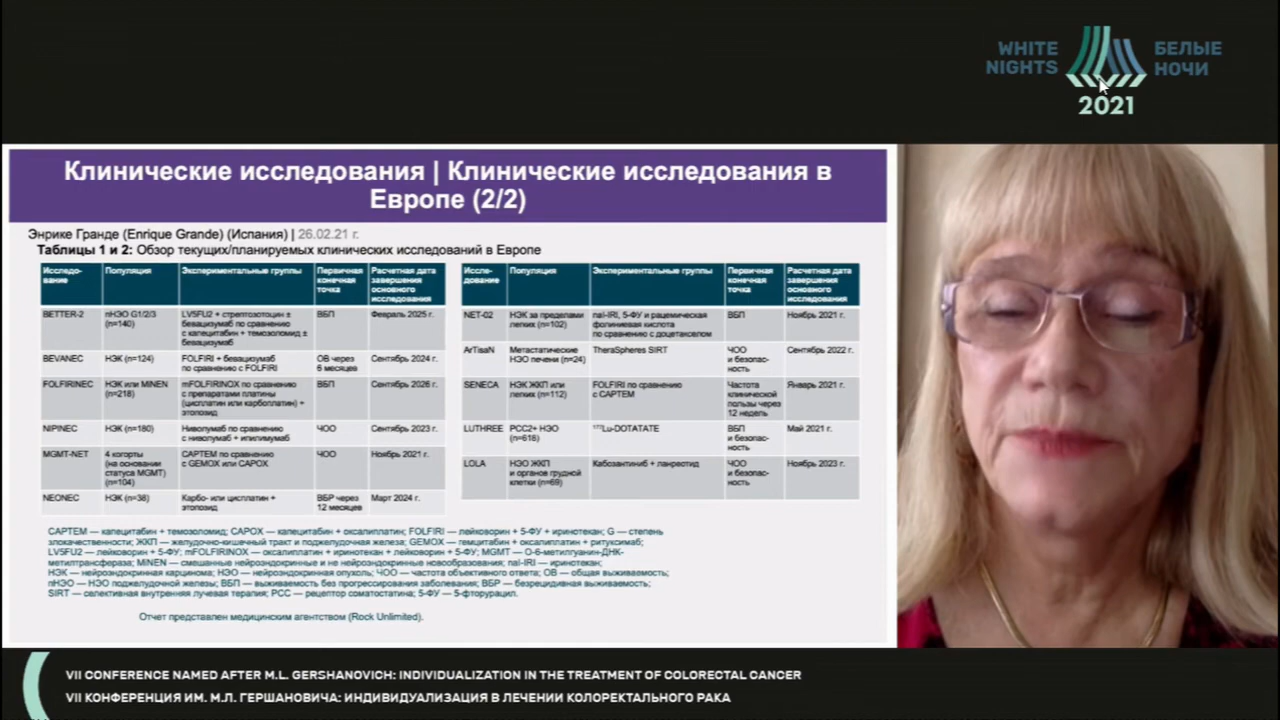 WHITE NIGHTS
БЕЛЫЕ НОЧИ
2021
Клинические исследования | Клинические исследования в
Европе (2/2)
Энрике Гранде (Enrique Grande) (Испания) | 26.02.21 г.
Таблицы 1 и 2: Обзор текущих/планируемых клинических исследований в Европе
Исследо-вание Популяция Экспериментальные группы Первичная конечная точка Расчетная дата завершения основного исследования
BETTER-2 пНЭО G1/2/3 (n=140) LV5FU2 + стрептозотоцин ± бевацизумаб по сравнению с капецитабин + темозоломид ± бевацизумаб ВБП Февраль 2025 г.
BEVANEC НЭК (n=124) FOLFIRI + бевацизумаб по сравнению с FOLFIRI ОВ через 6 месяцев Сентябрь 2024 г.
FOLFIRINEC НЭК или MiNEN (n=218) mFOLFIRINOX по сравнению с препаратами платины (цисплатин или карбоплатин) + этопозид ВБП Сентябрь 2026 г.
NIPINEC НЭК (n=180) Ниволумаб по сравнению с ниволумаб + ипилимумаб ЧОО Сентябрь 2023 г.
MGMT-NET 4 когорты (на основании статуса MGMT) (n=104) CAPTEM по сравнению с GEMOX или CAPOX ЧОО Ноябрь 2021 г.
NEONEC НЭК (n=38) Карбо- или цисплатин + этопозид ВБР через 12 месяцев Март 2024 г.
Иссле-дование Популяция Экспериментальные группы Первичная конечная точка Расчетная дата завершения основного исследования
NET-02 НЭК за пределами легких (n=102) nal-IRI, 5-ФУ и рацемическая фолиниевая кислота по сравнению с доцетакселом ВБП Ноябрь 2021 г.
ArTisaN Метастатические НЭО печени (n=24) TheraSpheres SIRT ЧОО и безопас-ность Сентябрь 2022 г.
SENECA НЭК ЖКП или легких (n=112) FOLFIRI по сравнению с CAPTEM Частота клинической пользы через 12 недель Январь 2021 г.
LUTHREE РСС2+ НЭО (n=618) ¹⁷⁷Lu-DOTATATE ВБП и безопас-ность Май 2021 г.
LOLA НЭО ЖКП и органов грудной клетки (n=69) Кабозантиниб + ланреотид ЧОО и безопас-ность Ноябрь 2023 г.
CAPTEM — капецитабин + темозоломид; CAPOX — капецитабин + оксалиплатин; FOLFIRI — лейковорин + 5-ФУ + иринотекан; G — степень
злокачественности; ЖКП — желудочно-кишечный тракт и поджелудочная железа; GEMOX — гемцитабин + оксалиплатин + ритуксимаб;
LV5FU2 — лейковорин + 5-ФУ; mFOLFIRINOX — оксалиплатин + иринотекан + лейковорин + 5-ФУ; MGMT — О-6-метилгуанин-ДНК-
метилтрансфераза; MiNEN — смешанные нейроэндокринные и не нейроэндокринные новообразования; nal-IRI — иринотекан;
НЭК — нейроэндокринная карцинома; НЭО — нейроэндокринная опухоль; ЧОО — частота объективного ответа; ОВ — общая выживаемость;
пНЭО — НЭО поджелудочной железы; ВБП — выживаемость без прогрессирования заболевания; ВБР — безрецидивная выживаемость;
SIRT — селективная внутренняя лучевая терапия; РСС — рецептор соматостатина; 5-ФУ — 5-фторурацил.
Отчет представлен медицинским агентством (Rock Unlimited).
VII CONFERENCE NAMED AFTER M.L. GERSHANOVICH: INDIVIDUALIZATION IN THE TREATMENT OF COLORECTAL CANCER
VII КОНФЕРЕНЦИЯ ИМ. М.Л. ГЕРШАНОВИЧА: ИНДИВИДУАЛИЗАЦИЯ В ЛЕЧЕНИИ КОЛОРЕКТАЛЬНОГО РАКА